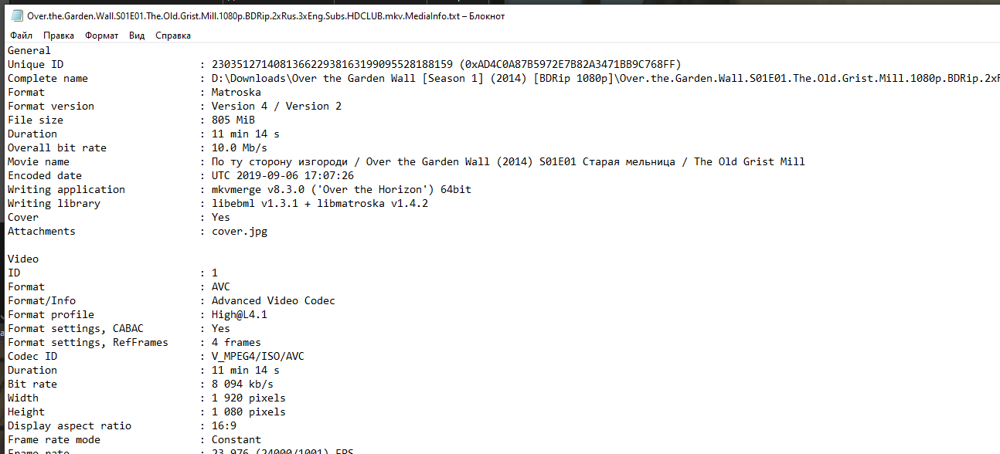 Over.the.Garden.Wall.S01E01.The.Old.Grist.Mill.1080p.BDRip.2xRus.3xEng.Subs.HDCLUB.mkv.MediaInfo.txt – Блокнот
Файл Правка Формат Вид Справка
General
Unique ID : 230351271408136622938163199095528188159 (0xAD4C0A87B5972E7B82A3471BB9C768FF)
Complete name : D:\Downloads\Over the Garden Wall [Season 1] (2014) [BDRip 1080p]\Over.the.Garden.Wall.S01E01.The.Old.Grist.Mill.1080p.BDRip.2xR
Format : Matroska
Format version : Version 4 / Version 2
File size : 805 MiB
Duration : 11 min 14 s
Overall bit rate : 10.0 Mb/s
Movie name : По ту сторону изгороди / Over the Garden Wall (2014) S01E01 Старая мельница / The Old Grist Mill
Encoded date : UTC 2019-09-06 17:07:26
Writing application : mkvmerge v8.3.0 ('Over the Horizon') 64bit
Writing library : libebml v1.3.1 + libmatroska v1.4.2
Cover : Yes
Attachments : cover.jpg
Video
ID : 1
Format : AVC
Format/Info : Advanced Video Codec
Format profile : High@L4.1
Format settings, CABAC : Yes
Format settings, RefFrames : 4 frames
Codec ID : V_MPEG4/ISO/AVC
Duration : 11 min 14 s
Bit rate : 8 094 kb/s
Width : 1 920 pixels
Height : 1 080 pixels
Display aspect ratio : 16:9
Frame rate mode : Constant
Frame rate : 23.976 (24000/1001) FPS